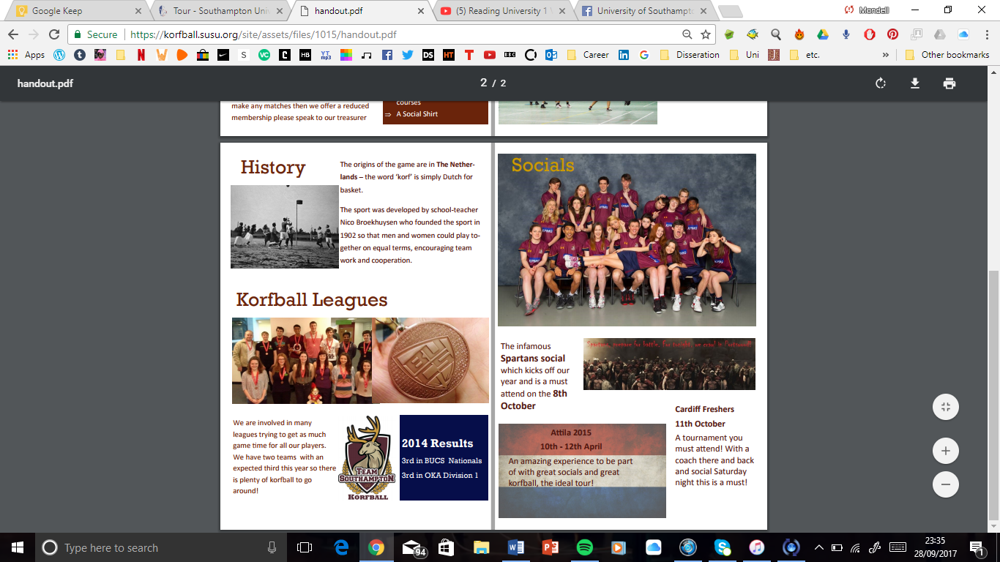 Google Keep
Tour - Southampton Uni
handout.pdf
(5) Reading University 1
University of Southampt
Mondell
Secure
https://korfball.susu.org/site/assets/files/1015/handout.pdf
Apps
YT mp3
HB
DS
HT
BBC
Career
Disseration
Uni
etc.
»
Other bookmarks
handout.pdf
2 / 2
make any matches then we offer a reduced
membership please speak to our treasurer
courses
⇒ A Social Shirt
History
The origins of the game are in The Nether-
lands – the word ‘korf’ is simply Dutch for
basket.
The sport was developed by school-teacher
Nico Broekhuysen who founded the sport in
1902 so that men and women could play to-
gether on equal terms, encouraging team
work and cooperation.
Korfball Leagues
We are involved in many
leagues trying to get as much
game time for all our players.
We have two teams with an
expected third this year so there
is plenty of korfball to go
around!
TEAM
SOUTHAMPTON
KORFBALL
2014 Results
3rd in BUCS Nationals
3rd in OKA Division 1
Socials
KPMG
KPMG
KPMG
The infamous
Spartans social
which kicks off our
year and is a must
attend on the 8th
October
Spartans, prepare for battle. For tonight, we crawl in Portswood!
Attila 2015
10th - 12th April
An amazing experience to be part
of with great socials and great
korfball, the ideal tour!
Cardiff Freshers
11th October
A tournament you
must attend! With a
coach there and back
and social Saturday
night this is a must!
Type here to search
94
23:35
28/09/2017
1